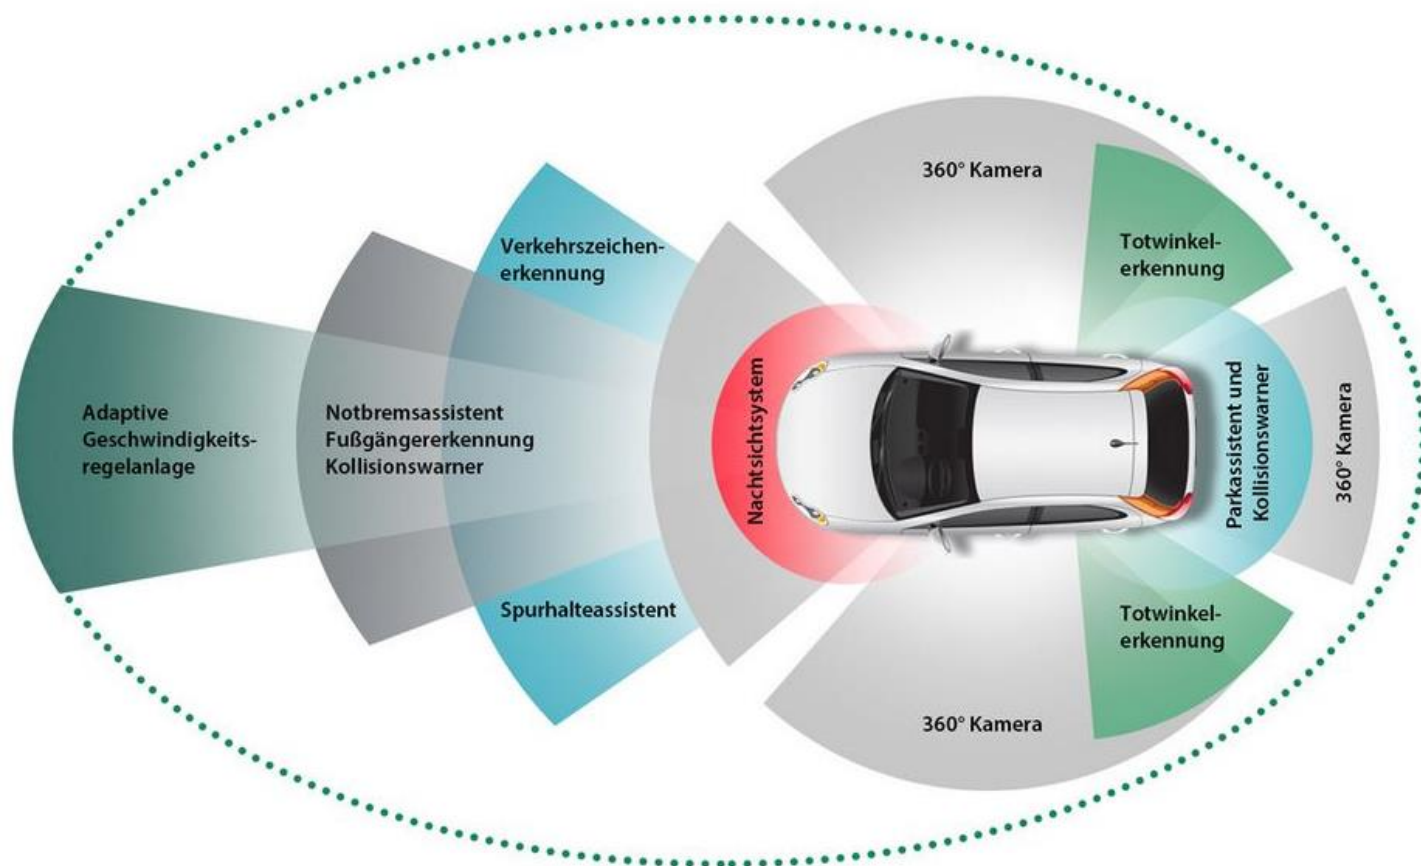 360° Kamera
Verkehrszeichen-
erkennung
Totwinkel-
erkennung
Adaptive
Geschwindigkeits-
regelanlage
Notbremsassistent
Fußgängererkennung
Kollisionswarner
Nachtsichtsystem
Parkassistent und
Kollisionswarner
360° Kamera
Spurhalteassistent
Totwinkel-
erkennung
360° Kamera